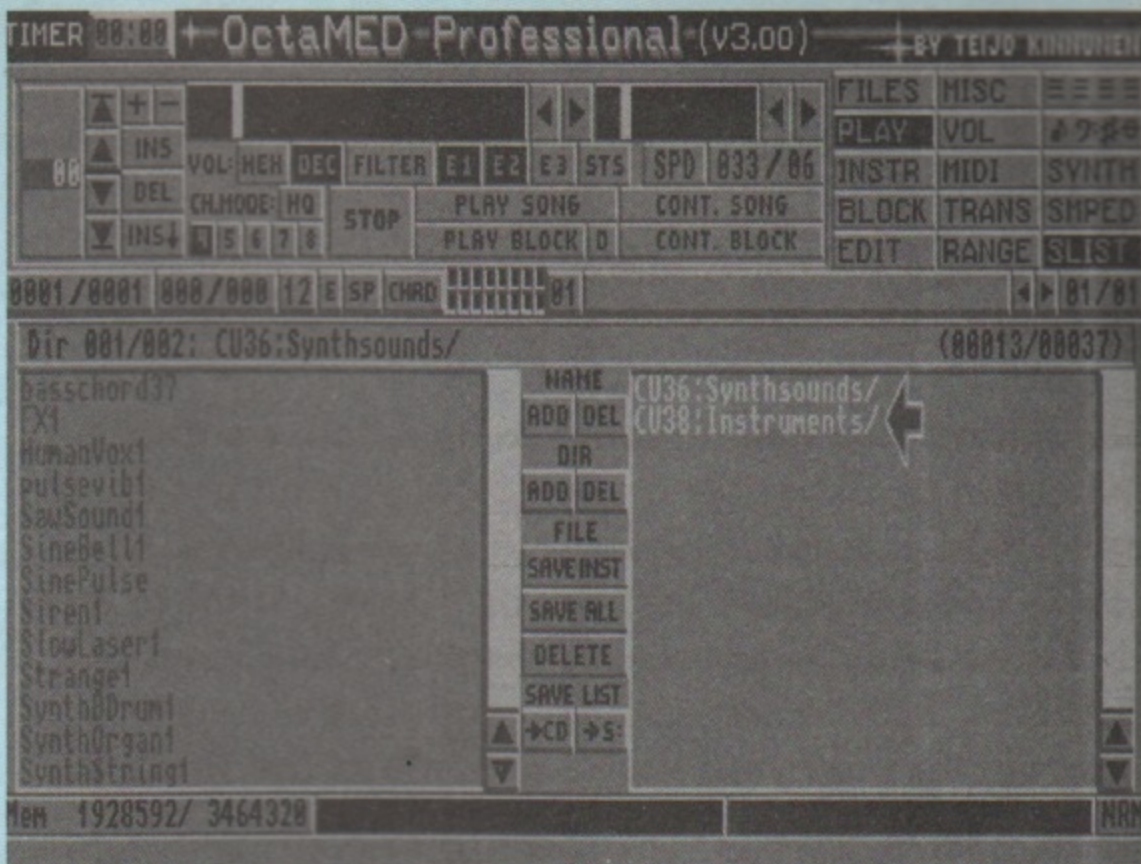 TIMER 00:00 OctaMED Professional (V3.00) BY TEIJO KINNUNEN
FILES MISC
PLAY VOL
INSTR MIDI SYNTH
BLOCK TRANS SMPED
EDIT RANGE SLIST
00
INS
DEL
INS
VOL: HEX DEC FILTER E1 E2 E3 STS SPD 033/06
CH.MODE: HQ STOP PLAY SONG CONT. SONG
4 5 6 7 8 PLAY BLOCK D CONT. BLOCK
0001/0001 000/000 12 E SP CHRD 01 01/01
Dir 001/002: CU36:Synthsounds/ (00013/00037)
basschord37
FX1
HumanVox1
pulsevib1
SawSound1
SineBell1
SinePulse
Siren1
SlowLaser1
Strange1
SynthBDrum1
SynthOrgan1
SynthString1
NAME
ADD DEL
DIR
ADD DEL
FILE
SAVE INST
SAVE ALL
DELETE
SAVE LIST
→CD →S:
CU36:Synthsounds/
CU38:Instruments/
Mem 1928592/ 3464320 NRM